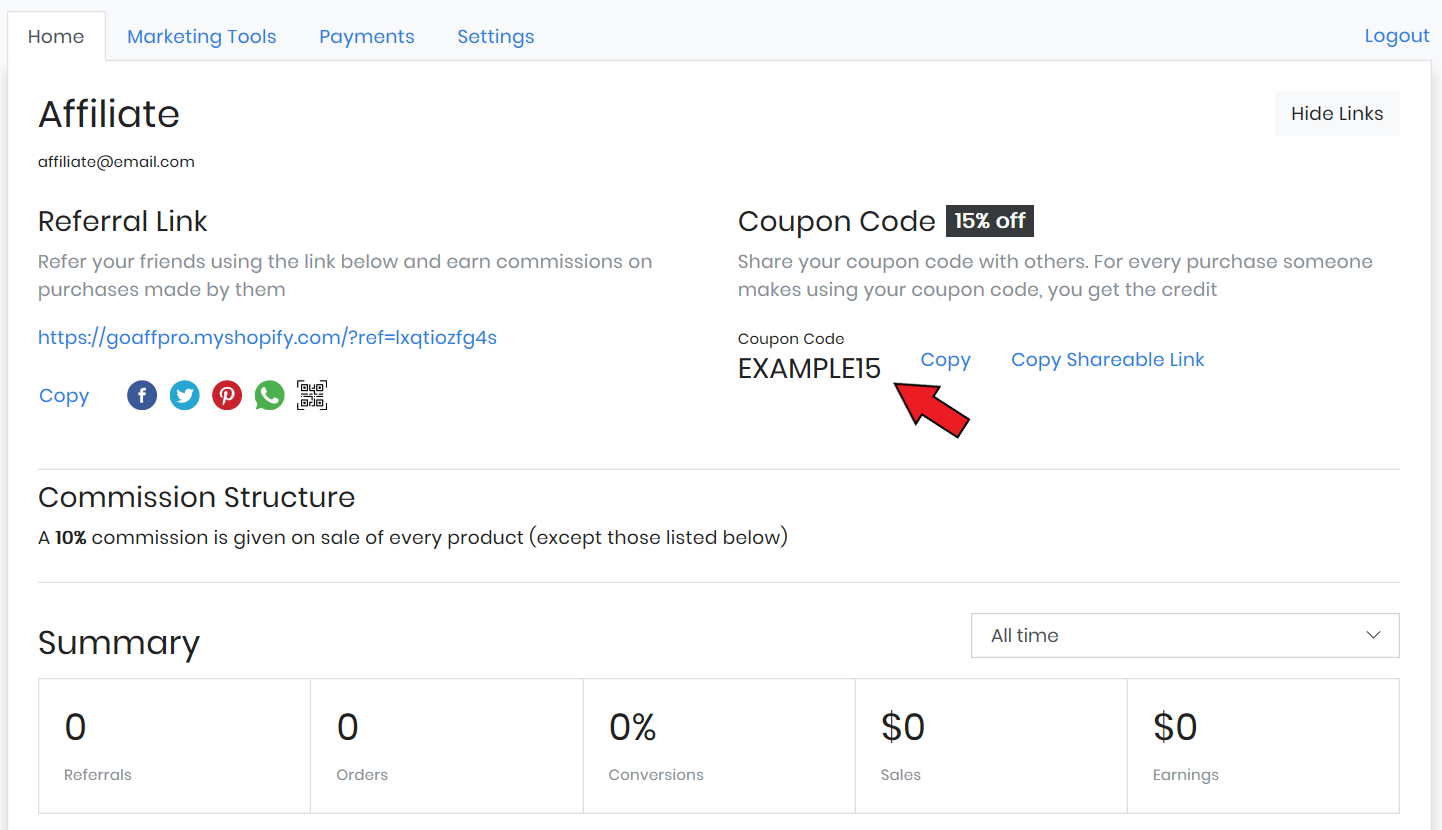 Home Marketing Tools Payments Settings Logout
Affiliate
Hide Links
affiliate@email.com
Referral Link
Refer your friends using the link below and earn commissions on
purchases made by them
https://goaffpro.myshopify.com/?ref=lxqtiozfg4s
Copy
Coupon Code 15% off
Share your coupon code with others. For every purchase someone
makes using your coupon code, you get the credit
Coupon Code
EXAMPLE15 Copy Copy Shareable Link
Commission Structure
A 10% commission is given on sale of every product (except those listed below)
Summary
All time
0
Referrals
0
Orders
0%
Conversions
$0
Sales
$0
Earnings